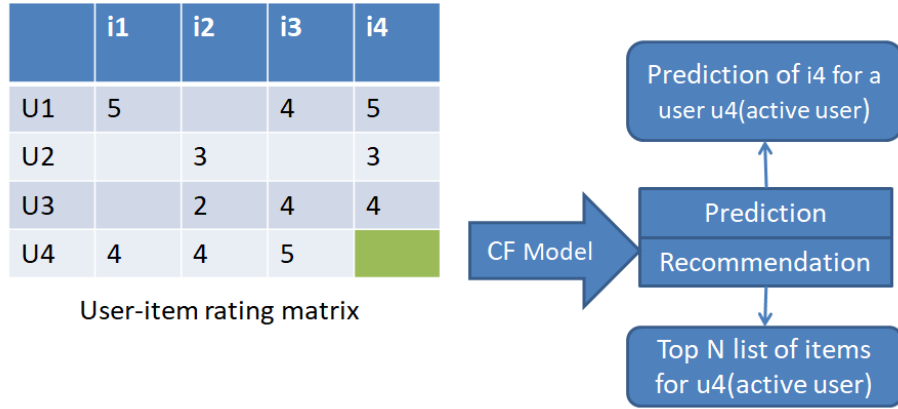 i1 i2 i3 i4
U1 5 4 5
U2 3 3
U3 2 4 4
U4 4 4 5
User-item rating matrix
CF Model
Prediction of i4 for a
user u4(active user)
Prediction
Recommendation
Top N list of items
for u4(active user)